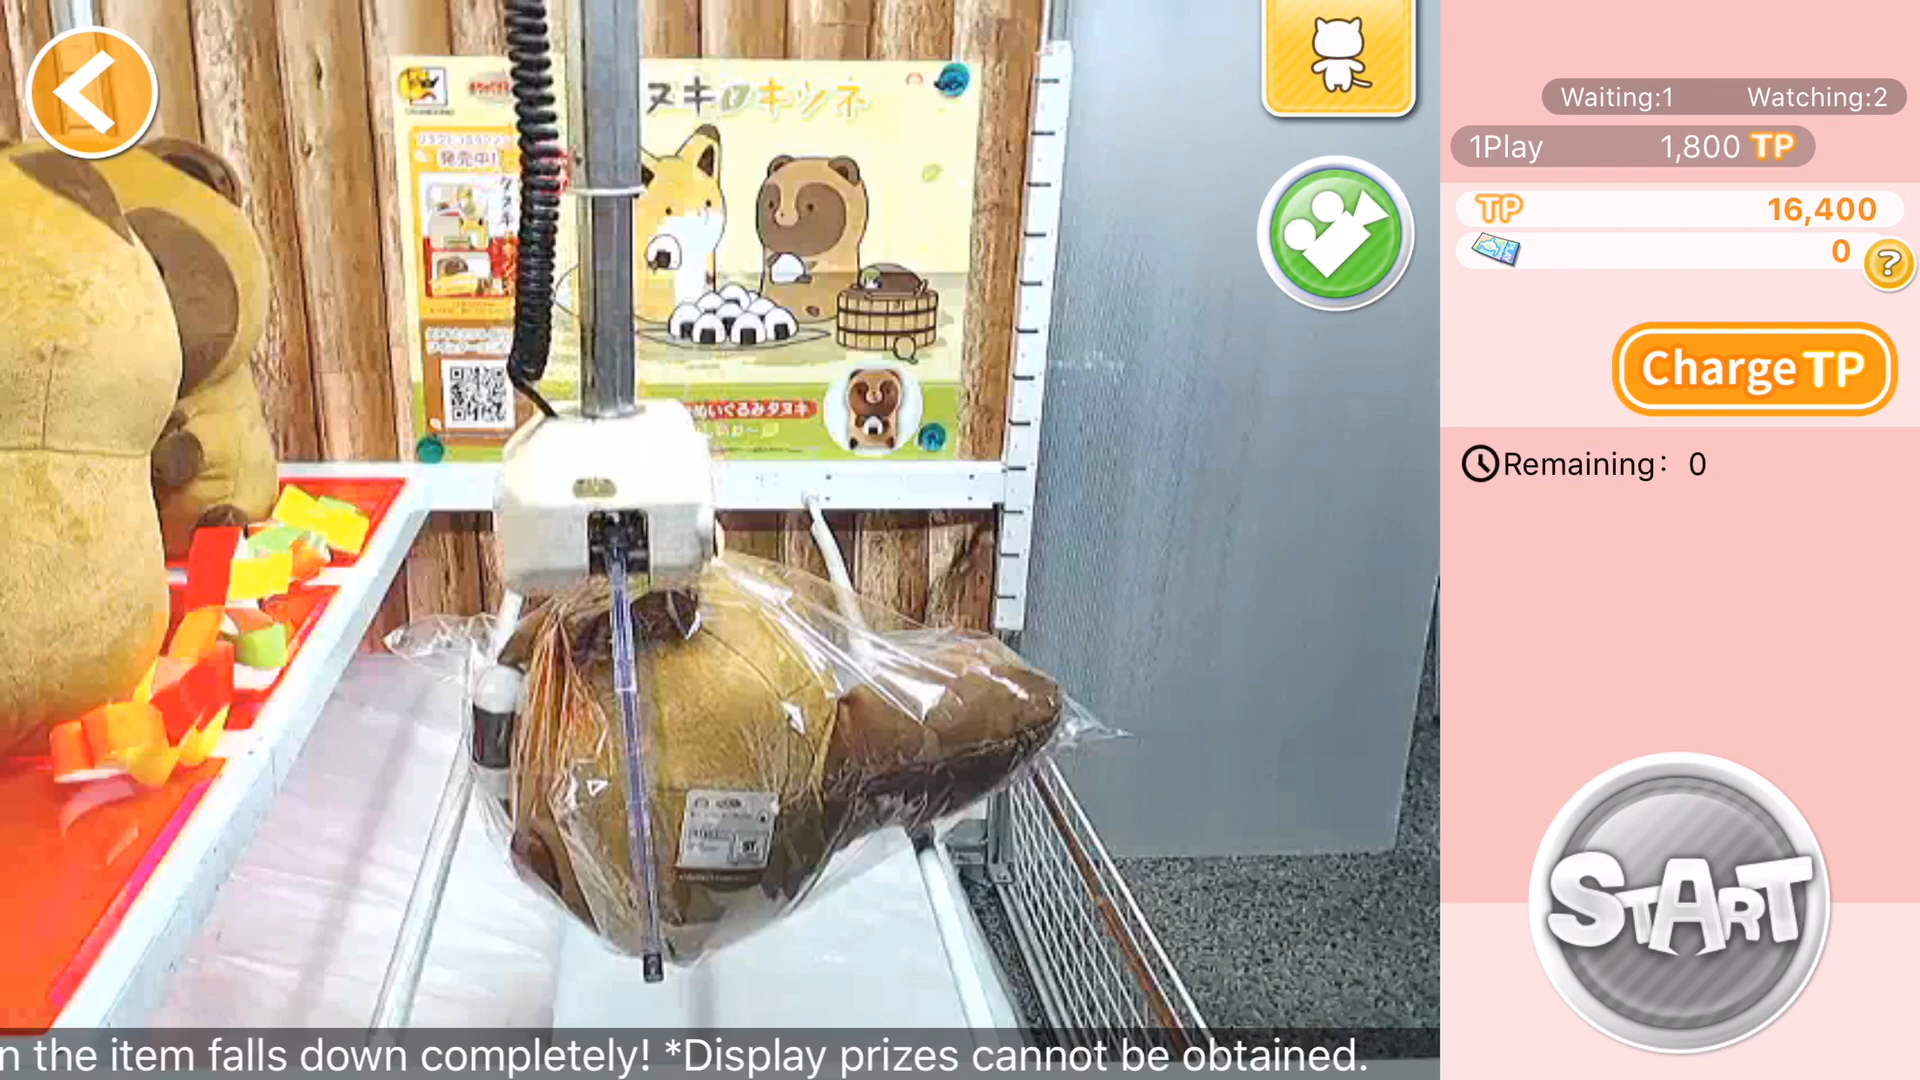 Waiting:1 Watching:2
1Play 1,800 TP
TP 16,400
0
?
Charge TP
Remaining: 0
START
ヌキとキツネ
発売中!
ぬいぐるみタヌキ
n the item falls down completely! *Display prizes cannot be obtained.